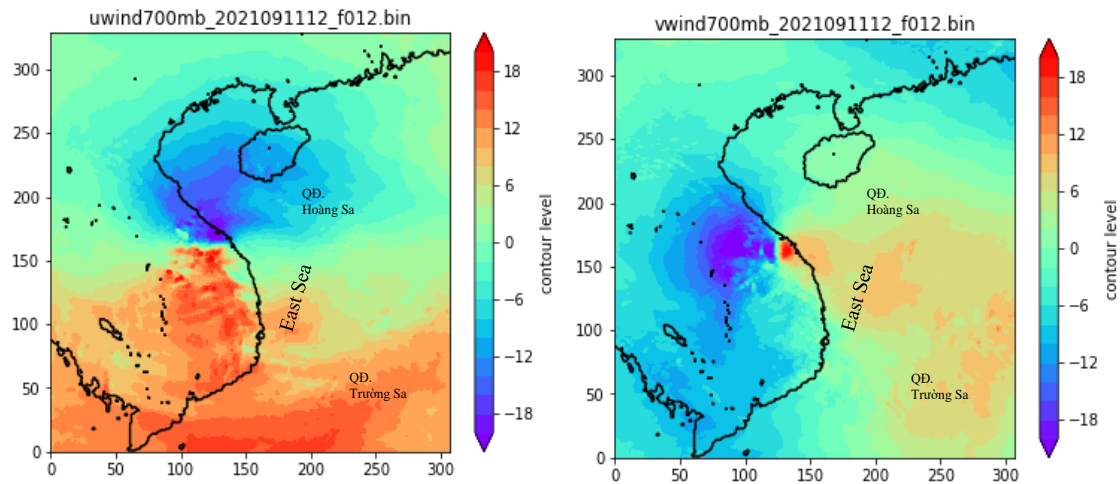 uwind700mb_2021091112_f012.bin
300
250
200
150
100
50
0
0 50 100 150 200 250 300
QĐ.
Hoàng Sa
East Sea
QĐ.
Trường Sa
18
12
6
0
−6
−12
−18
contour level
vwind700mb_2021091112_f012.bin
300
250
200
150
100
50
0
0 50 100 150 200 250 300
QĐ.
Hoàng Sa
East Sea
QĐ.
Trường Sa
18
12
6
0
−6
−12
−18
contour level